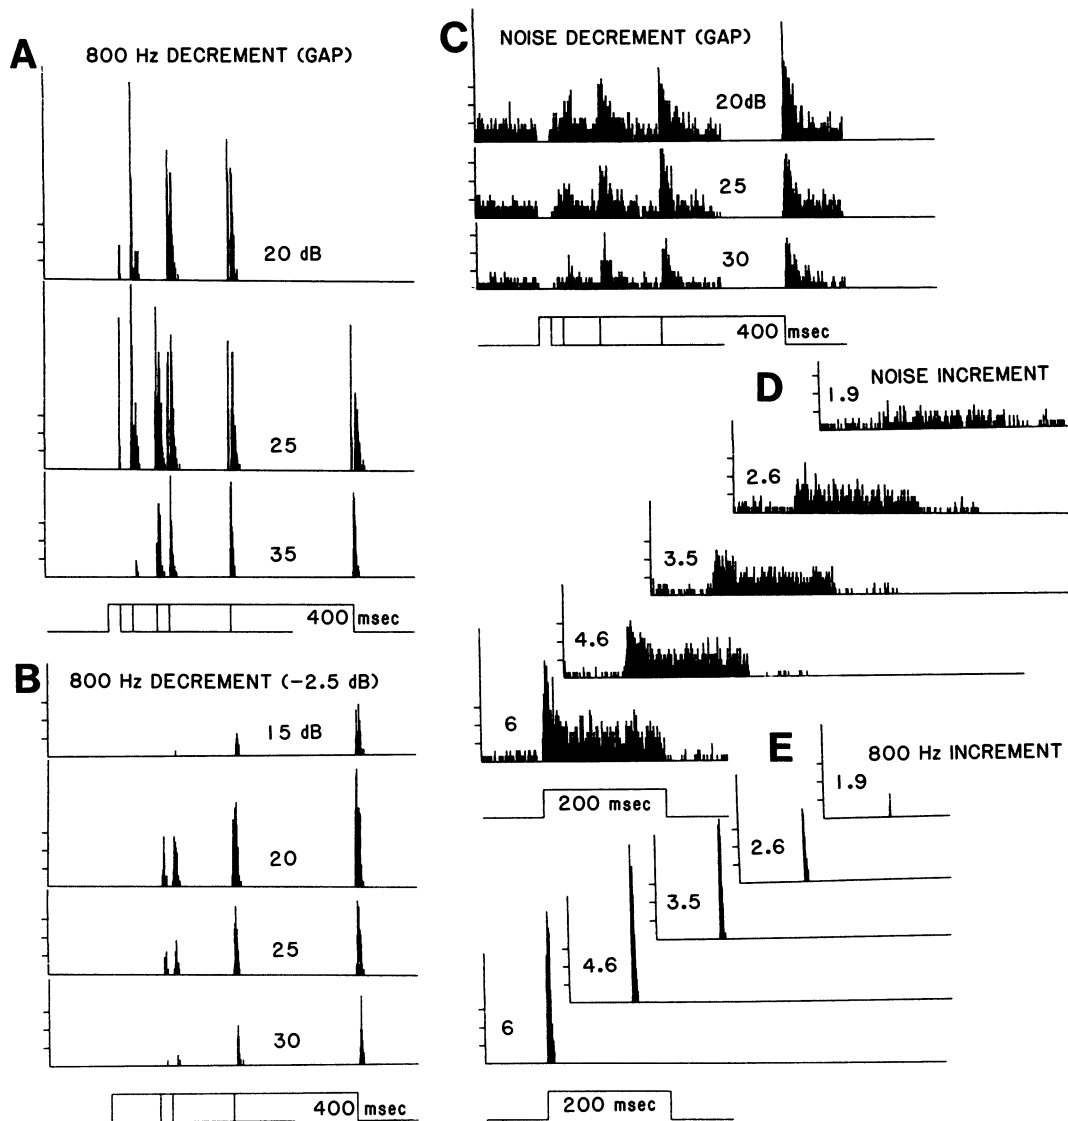 A
800 Hz DECREMENT (GAP)
20 dB
25
35
400 msec
B
800 Hz DECREMENT (-2.5 dB)
15 dB
20
25
30
400 msec
C
NOISE DECREMENT (GAP)
20dB
25
30
400 msec
D
NOISE INCREMENT
1.9
2.6
3.5
4.6
6
200 msec
E
800 Hz INCREMENT
1.9
2.6
3.5
4.6
6
200 msec